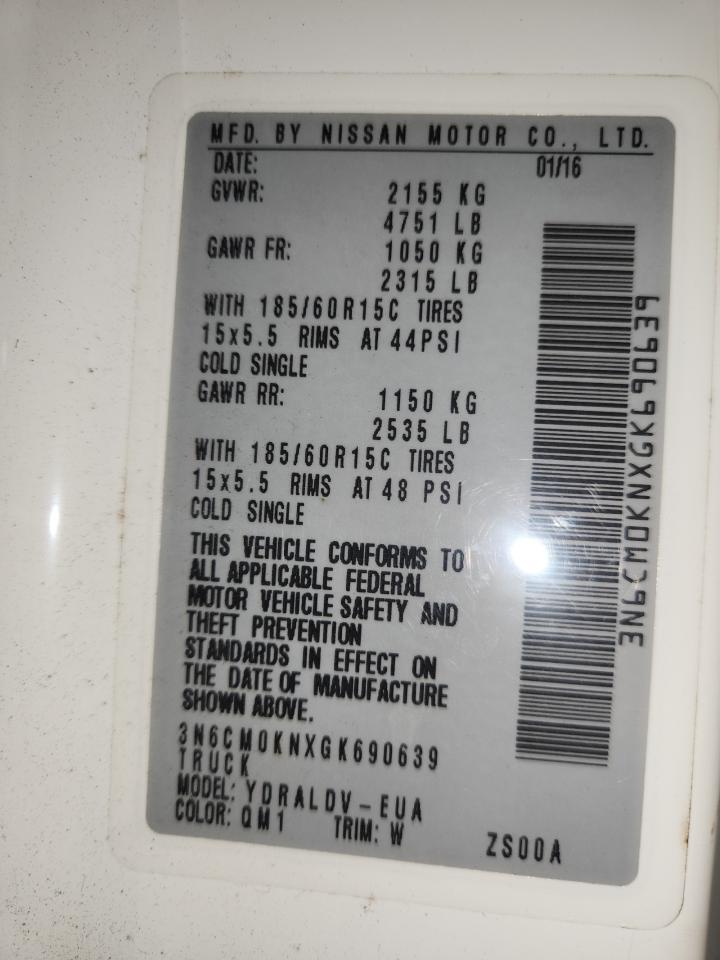 MFD. BY NISSAN MOTOR CO., LTD.
DATE: 01/16
GVWR: 2155 KG
4751 LB
GAWR FR: 1050 KG
2315 LB
WITH 185/60R15C TIRES
15x5.5 RIMS AT 44PSI
COLD SINGLE
GAWR RR: 1150 KG
2535 LB
WITH 185/60R15C TIRES
15x5.5 RIMS AT 48 PSI
COLD SINGLE
THIS VEHICLE CONFORMS TO
ALL APPLICABLE FEDERAL
MOTOR VEHICLE SAFETY AND
THEFT PREVENTION
STANDARDS IN EFFECT ON
THE DATE OF MANUFACTURE
SHOWN ABOVE.
3N6CM0KNXGK690639
TRUCK
MODEL: YDRALDV-EUA
COLOR: QM1 TRIM: W ZS00A
3N6CM0KNXGK690639